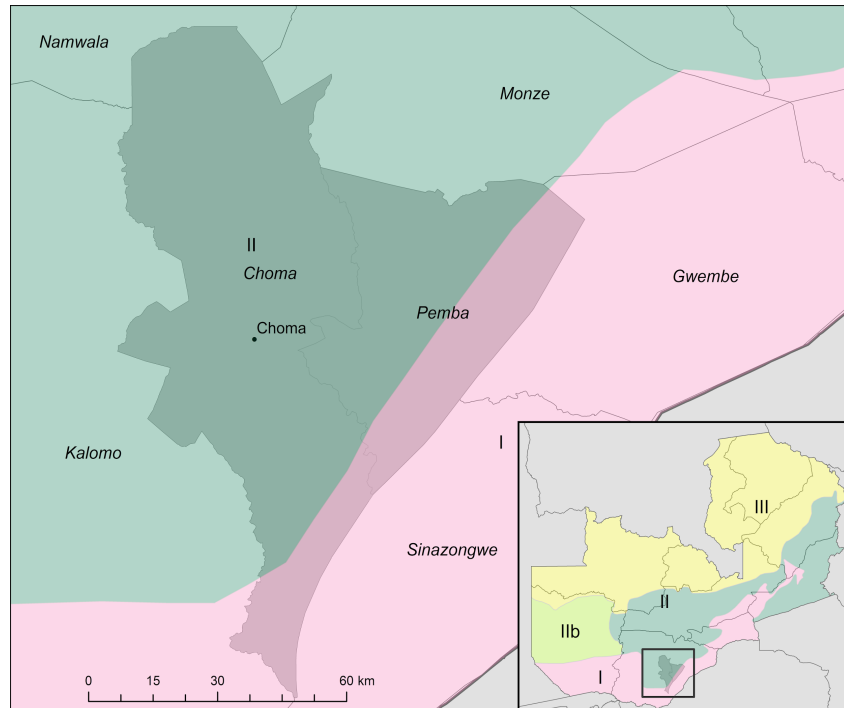 Namwala
Monze
II
Choma
Gwembe
Pemba
Choma
Kalomo
I
Sinazongwe
III
II
IIb
I
0 15 30 60 km